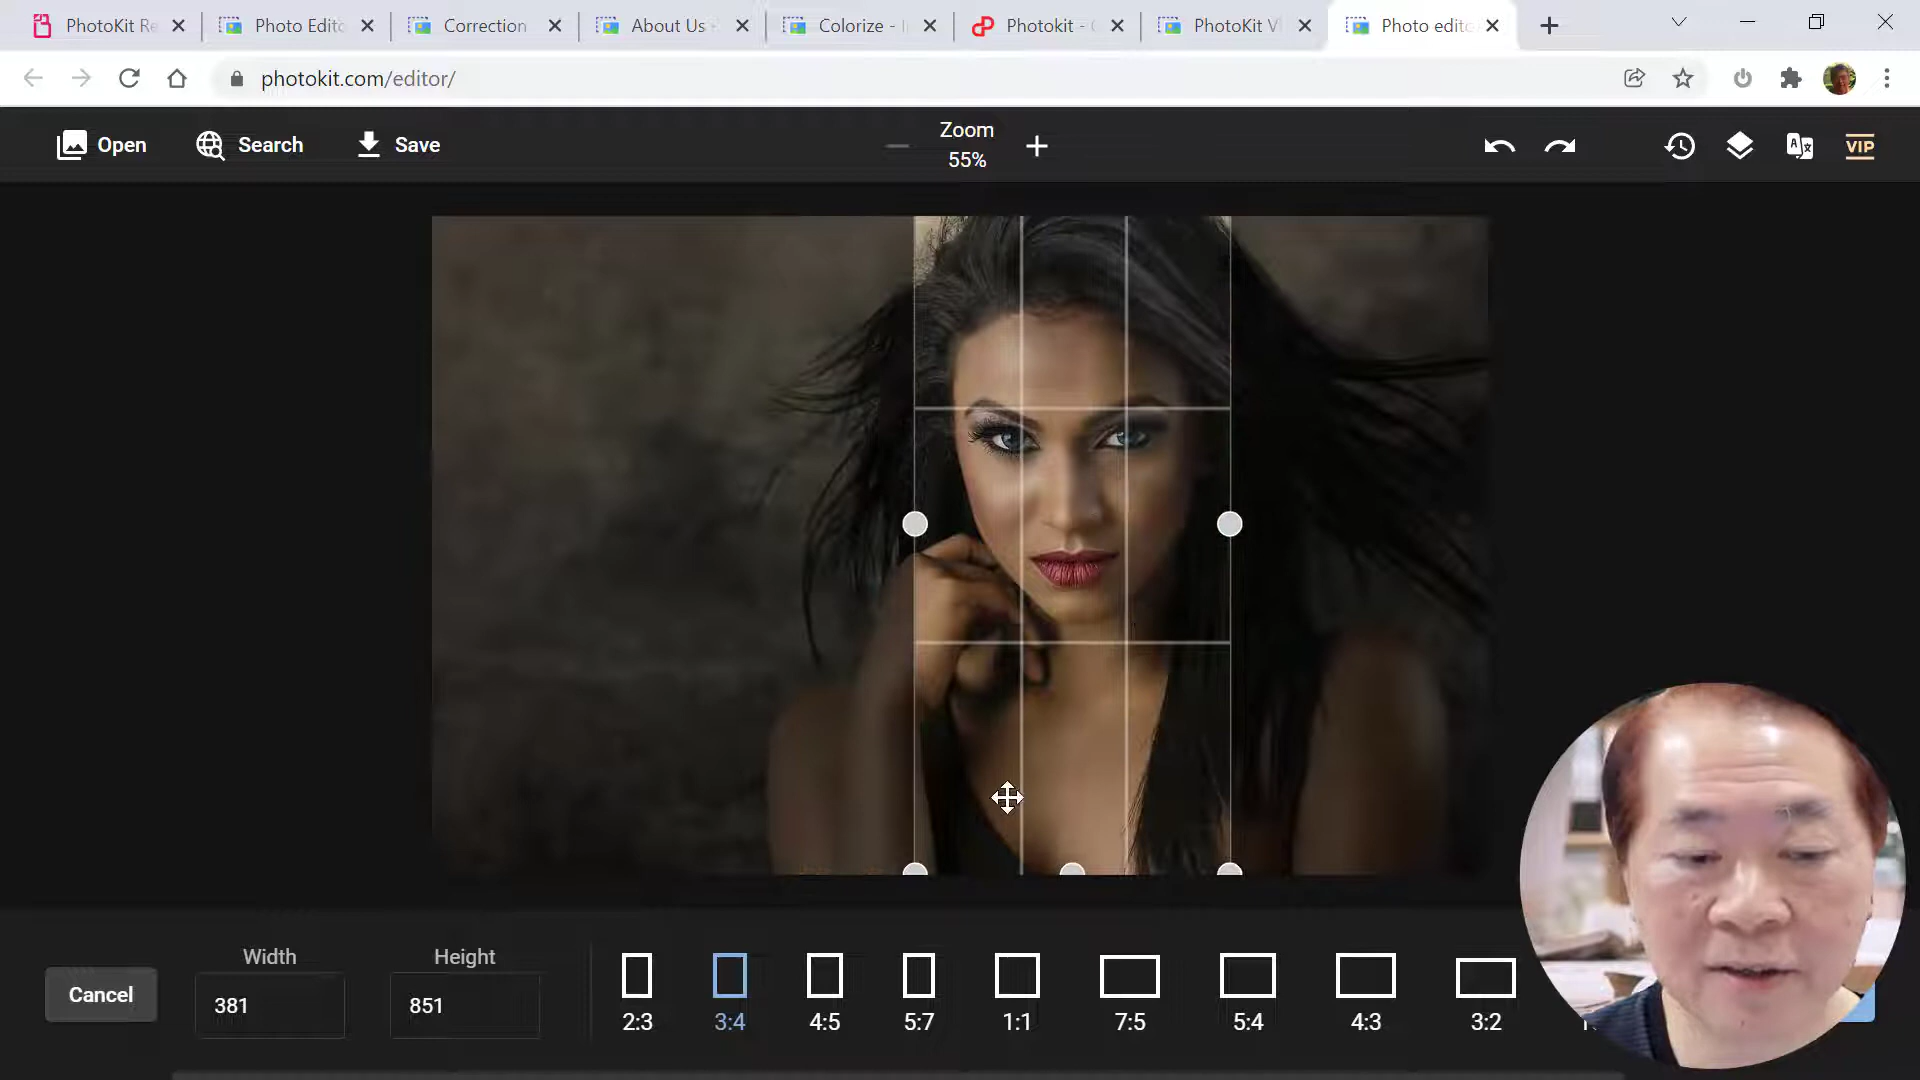 PhotoKit Re
Photo Edito
Correction
About Us -
Colorize - I
Photokit -
PhotoKit Vi
Photo edito
photokit.com/editor/
Open
Search
Save
Zoom
55%
VIP
Width
Height
Cancel
381
851
2:3
3:4
4:5
5:7
1:1
7:5
5:4
4:3
3:2